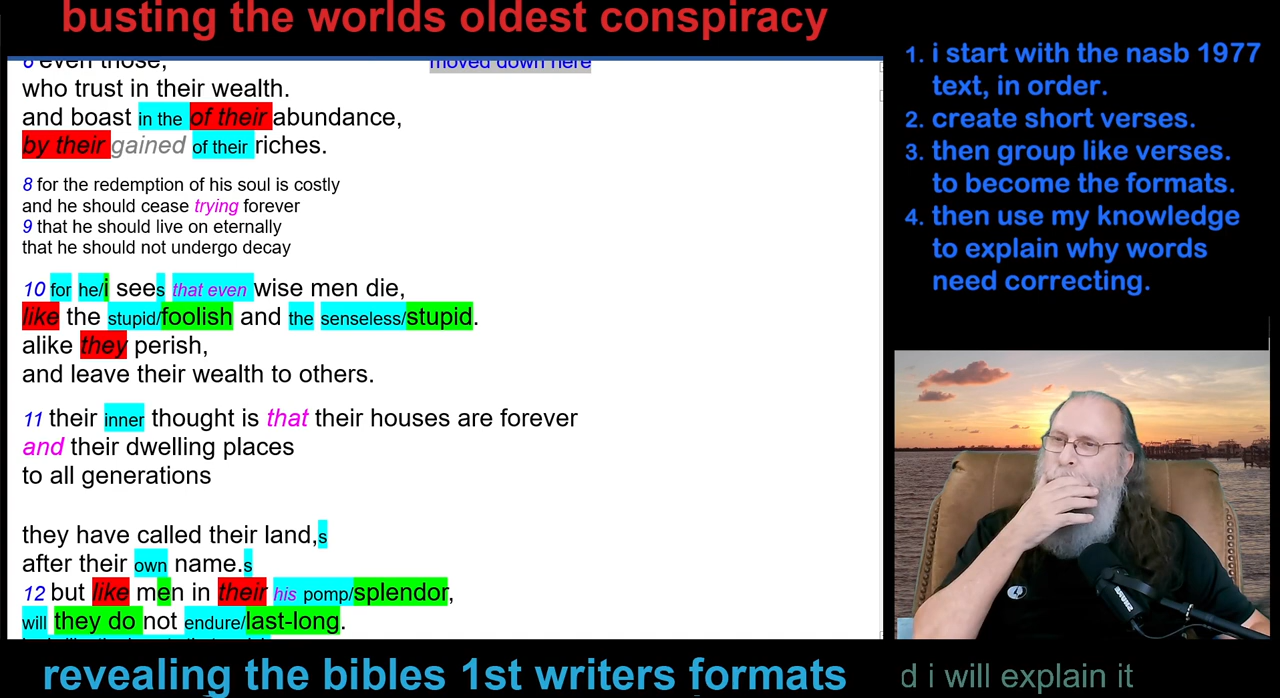 busting the worlds oldest conspiracy
6 even those,
moved down here
who trust in their wealth.
and boast in the of their abundance,
by their gained of their riches.
8 for the redemption of his soul is costly
and he should cease trying forever
9 that he should live on eternally
that he should not undergo decay
10 for he/i sees that even wise men die,
like the stupid/foolish and the senseless/stupid.
alike they perish,
and leave their wealth to others.
11 their inner thought is that their houses are forever
and their dwelling places
to all generations
they have called their land,s
after their own name.s
12 but like men in their his pomp/splendor,
will they do not endure/last-long.
revealing the bibles 1st writers formats
1. i start with the nasb 1977
text, in order.
2. create short verses.
3. then group like verses.
to become the formats.
4. then use my knowledge
to explain why words
need correcting.
d i will explain it